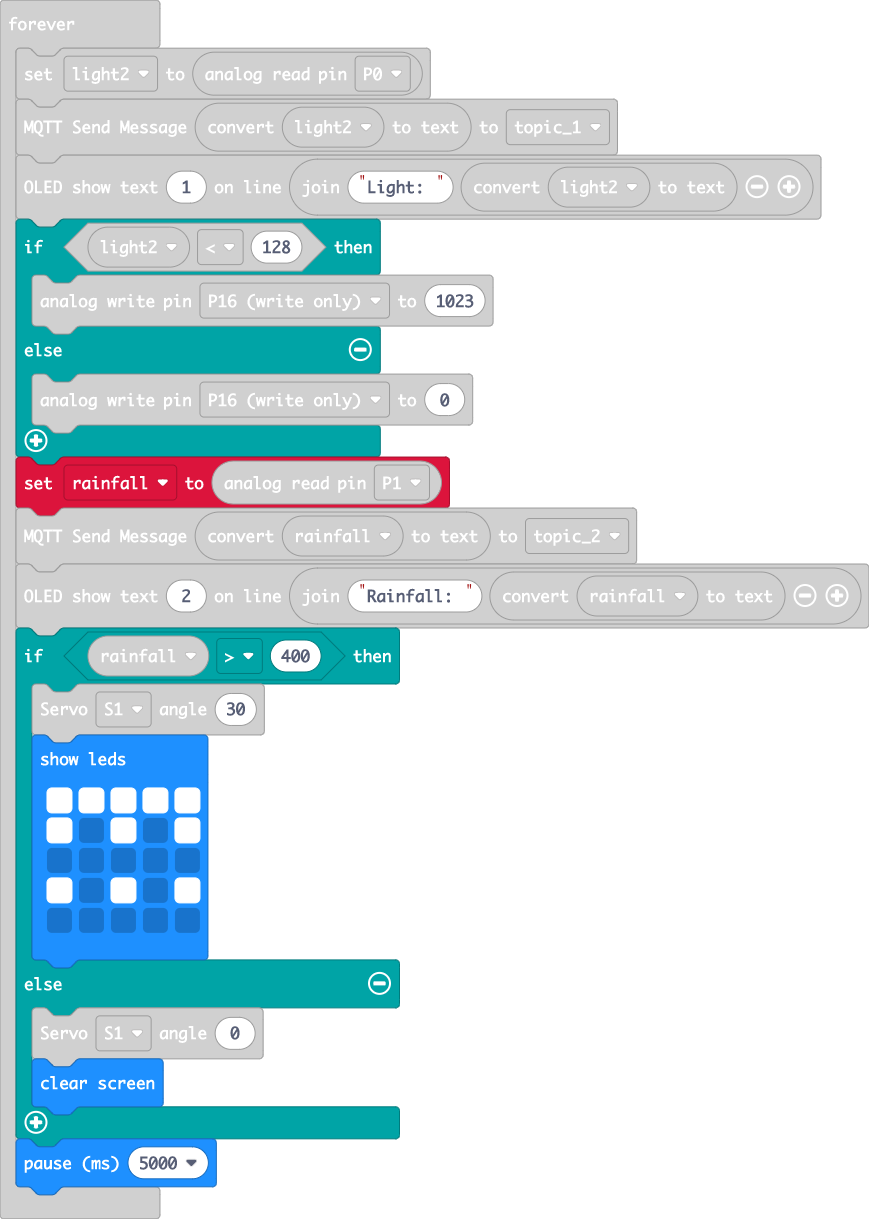 forever
set light2 to analog read pin P0
MQTT Send Message convert light2 to text to topic_1
OLED show text 1 on line join "Light: " convert light2 to text
if light2 < 128 then
analog write pin P16 (write only) to 1023
else
analog write pin P16 (write only) to 0
set rainfall to analog read pin P1
MQTT Send Message convert rainfall to text to topic_2
OLED show text 2 on line join "Rainfall: " convert rainfall to text
if rainfall > 400 then
Servo S1 angle 30
show leds
else
Servo S1 angle 0
clear screen
pause (ms) 5000